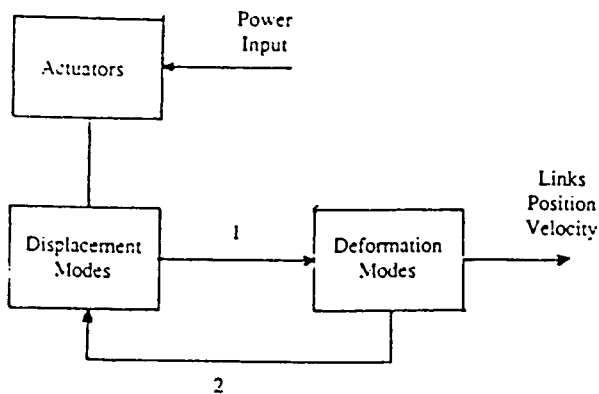 Power
Input
Actuators
Links
Position
Velocity
Displacement
Modes
1
Deformation
Modes
2